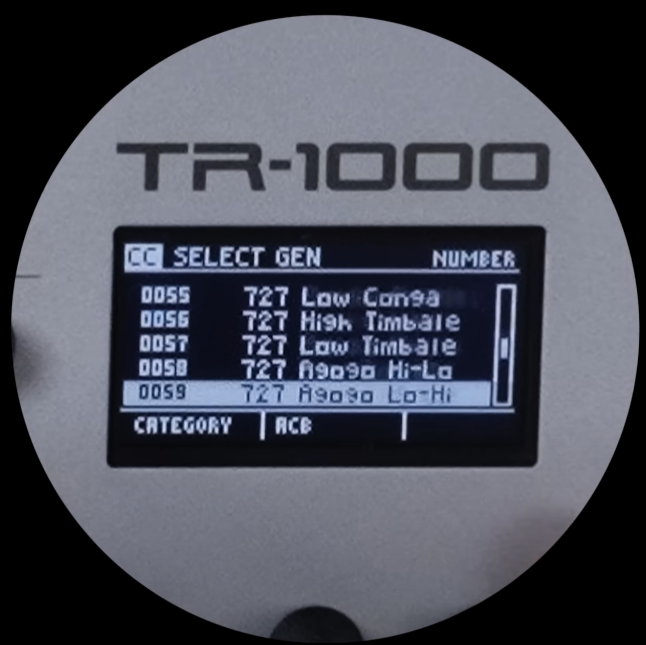 TR-1000
CC SELECT GEN NUMBER
0055 727 Low Conga
0056 727 High Timbale
0057 727 Low Timbale
0058 727 Agogo Hi-Lo
0059 727 Agogo Lo-Hi
CATEGORY ACB